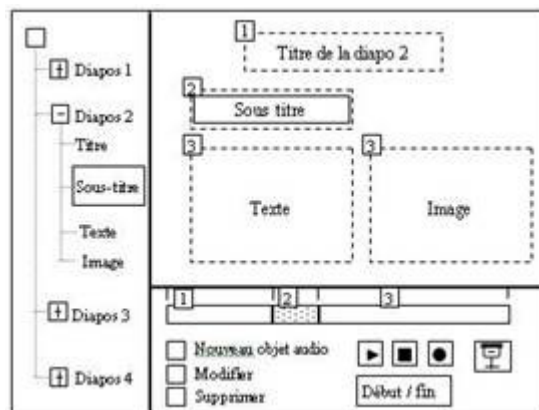 Diapos 1
Diapos 2
Titre
Sous-titre
Texte
Image
Diapos 3
Diapos 4
1
Titre de la diapo 2
2
Sous titre
3
Texte
3
Image
1
2
3
Nouveau objet audio
Modifier
Supprimer
Début / fin